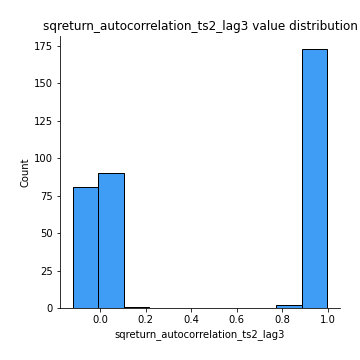 sqreturn_autocorrelation_ts2_lag3 value distribution
175
150
125
100
75
50
25
0
Count
0.0 0.2 0.4 0.6 0.8 1.0
sqreturn_autocorrelation_ts2_lag3